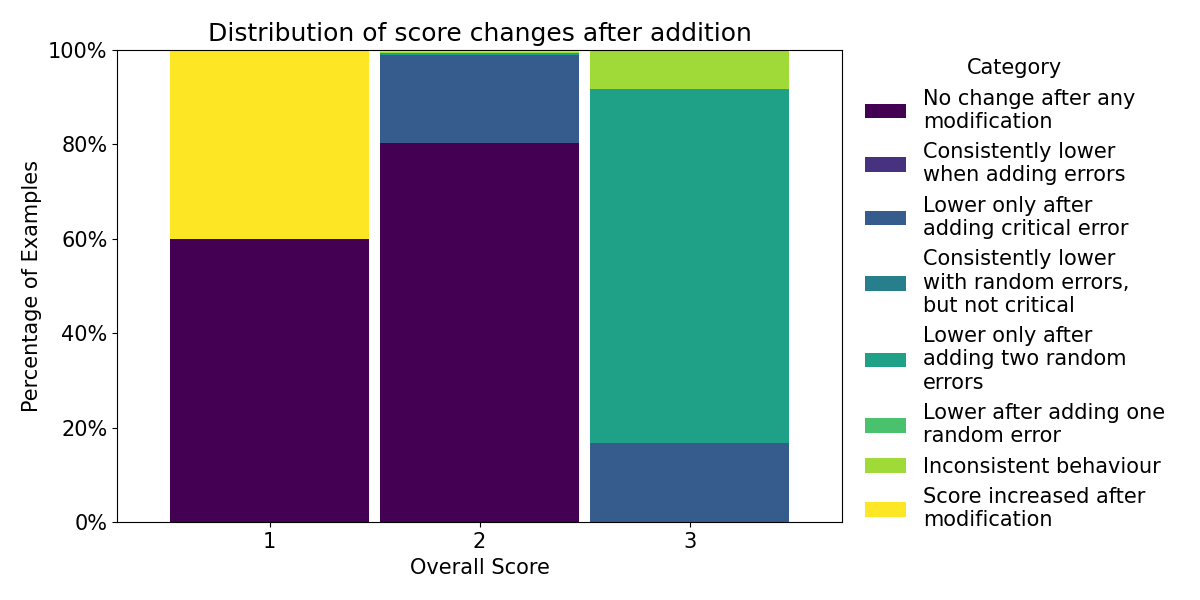 Distribution of score changes after addition
100%
80%
60%
40%
20%
0%
Percentage of Examples
1
2
3
Overall Score
Category
No change after any
modification
Consistently lower
when adding errors
Lower only after
adding critical error
Consistently lower
with random errors,
but not critical
Lower only after
adding two random
errors
Lower after adding one
random error
Inconsistent behaviour
Score increased after
modification